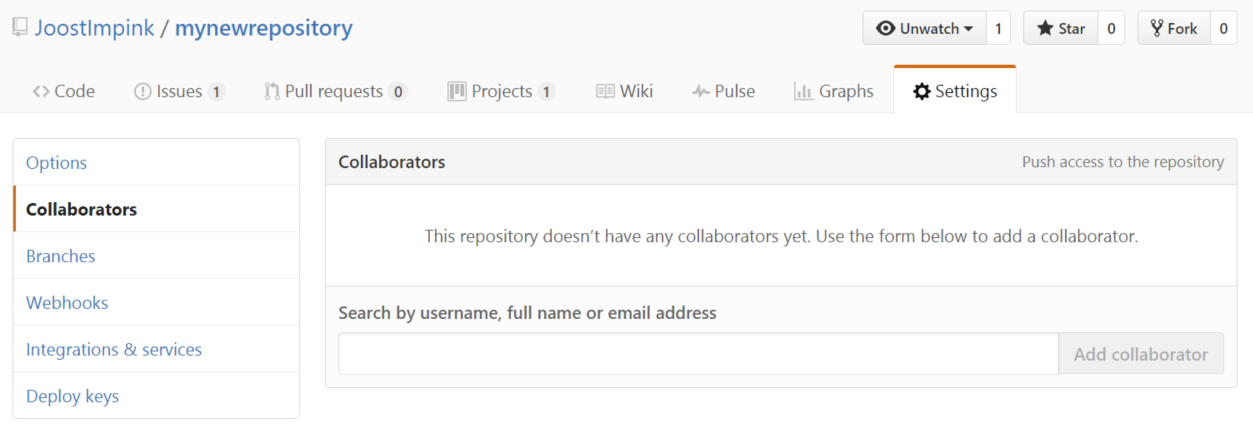 JoostImpink / mynewrepository Unwatch 1 Star 0 Fork 0
Code Issues 1 Pull requests 0 Projects 1 Wiki Pulse Graphs Settings
Options
Collaborators
Branches
Webhooks
Integrations & services
Deploy keys
Collaborators Push access to the repository
This repository doesn’t have any collaborators yet. Use the form below to add a collaborator.
Search by username, full name or email address
Add collaborator